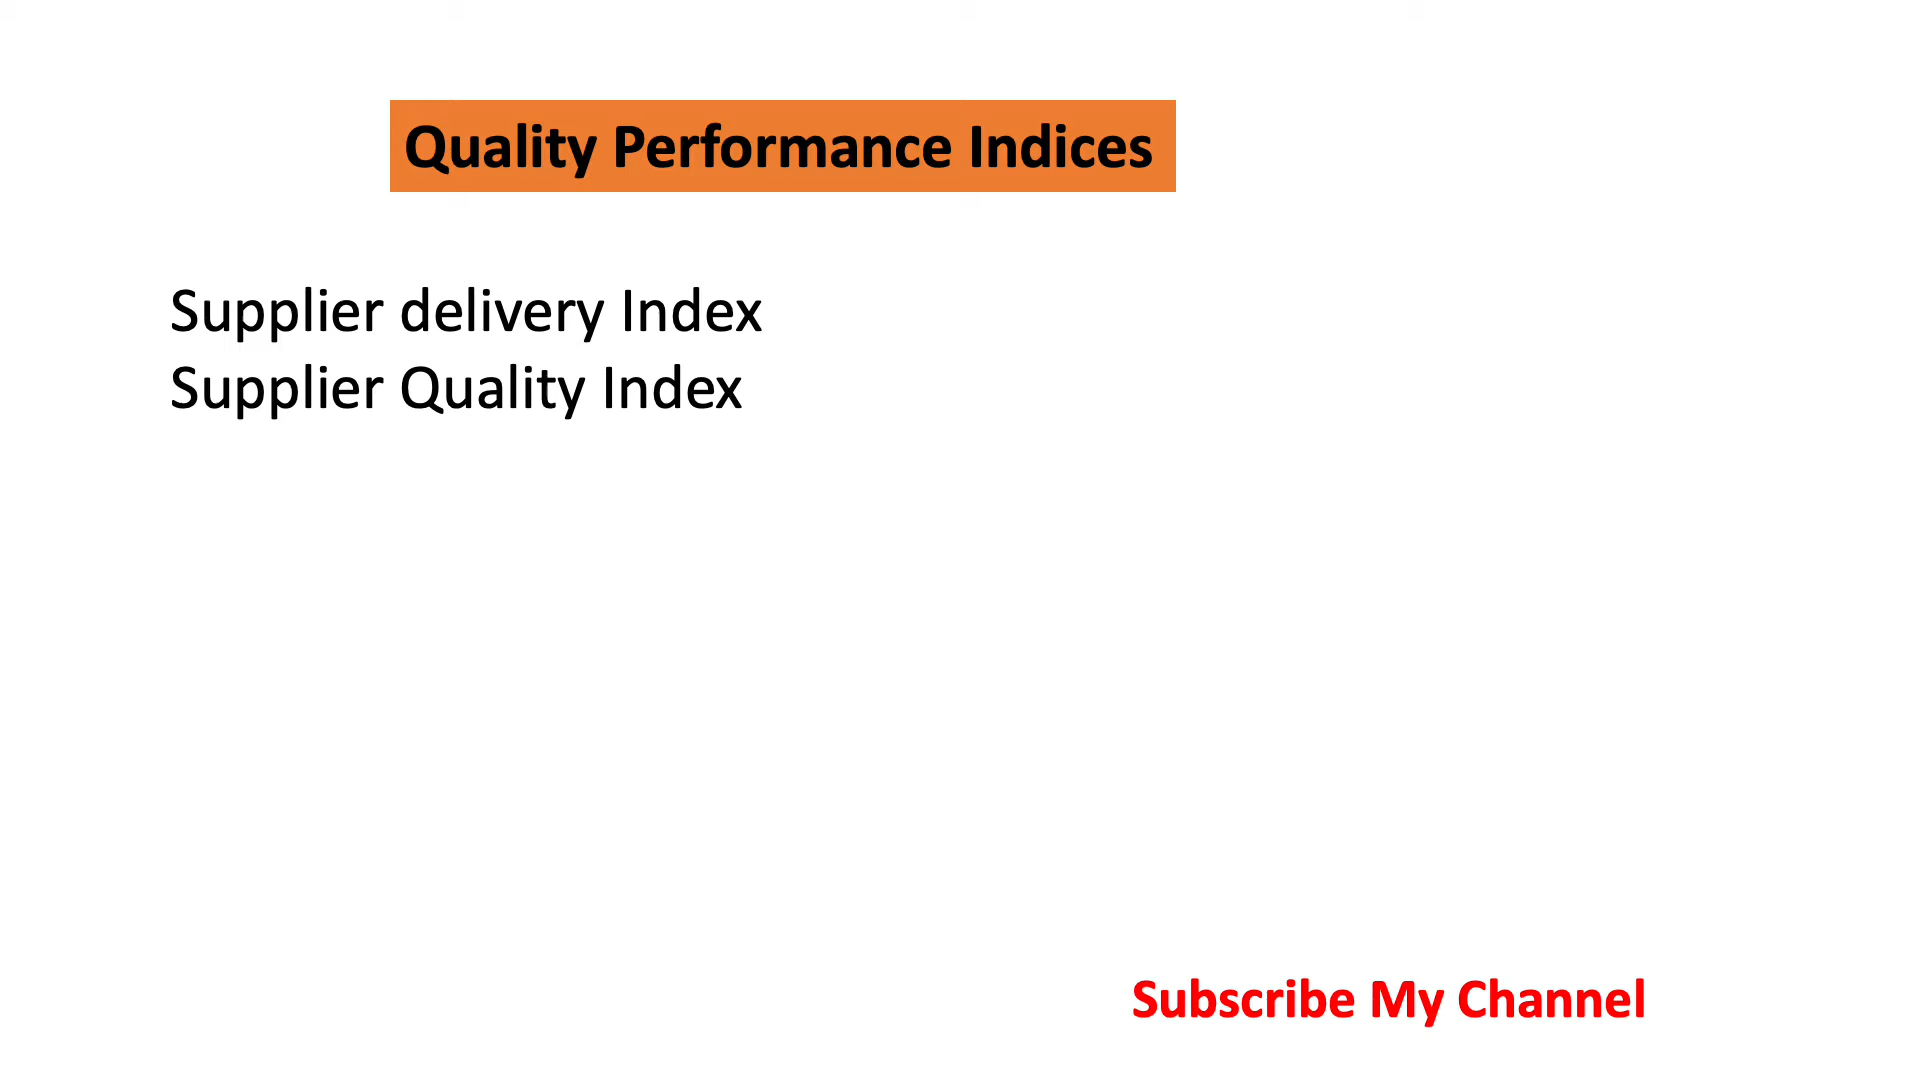 Quality Performance Indices
Supplier delivery Index
Supplier Quality Index
Subscribe My Channel